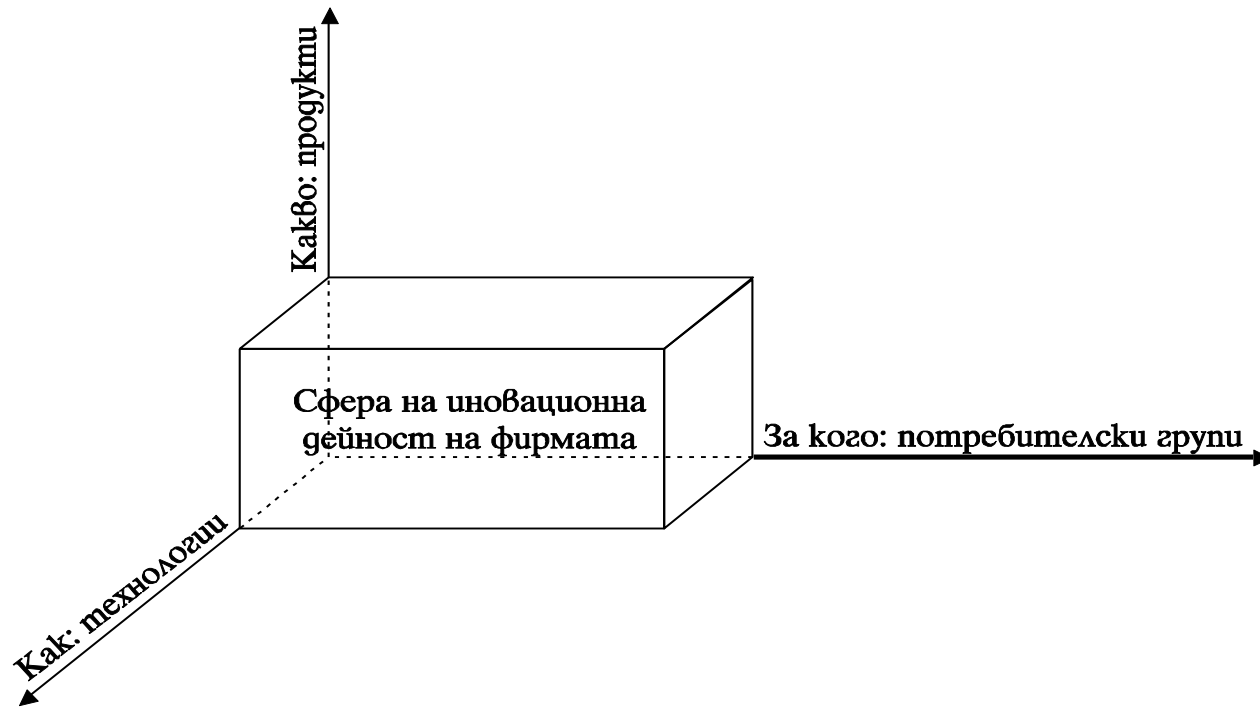 Какво: продукти
Сфера на иновационна
дейност на фирмата
За кого: потребителски групи
Как: технологии